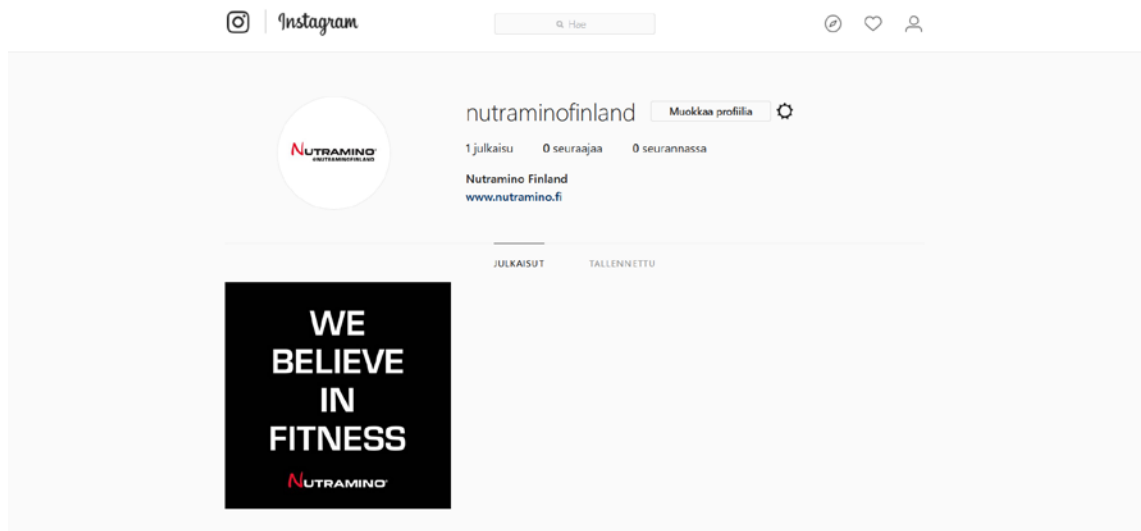 Instagram
Hae
nutraminofinland Muokkaa profiilia
NUTRAMINO
@NUTRAMINOFINLAND
1 julkaisu 0 seuraajaa 0 seurannassa
Nutramino Finland
www.nutramino.fi
JULKAISUT TALLENNETTU
WE
BELIEVE
IN
FITNESS
NUTRAMINO